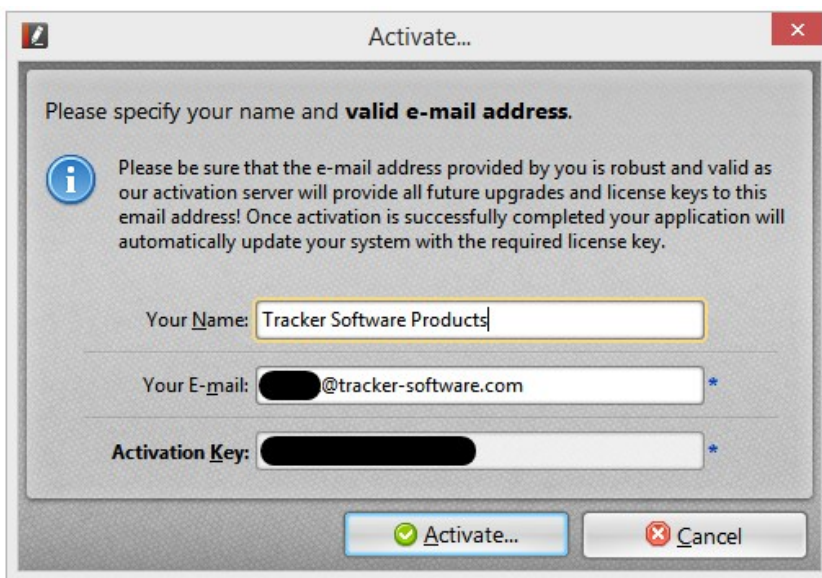 Activate...
Please specify your name and valid e-mail address.
Please be sure that the e-mail address provided by you is robust and valid as
our activation server will provide all future upgrades and license keys to this
email address! Once activation is successfully completed your application will
automatically update your system with the required license key.
Your Name: Tracker Software Products
Your E-mail: @tracker-software.com *
Activation Key: *
Activate... Cancel